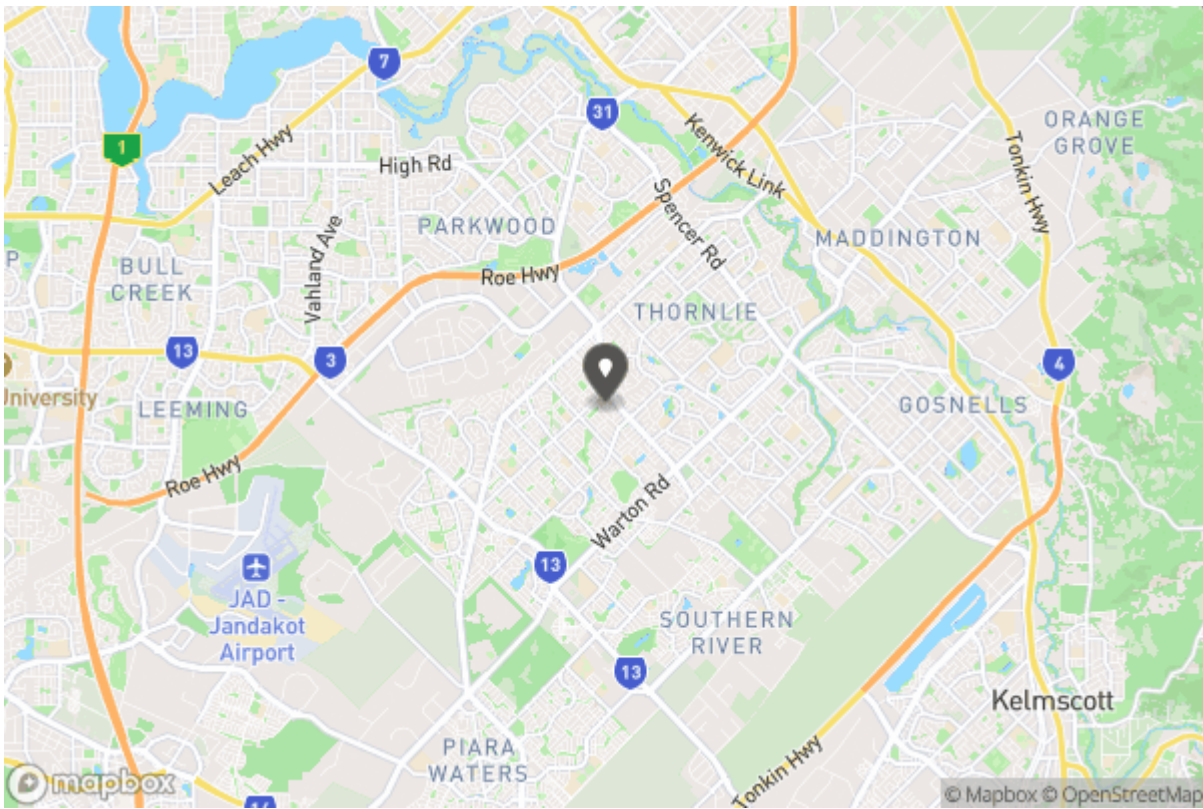 7
31
ORANGE
GROVE
1
Leach Hwy
High Rd
Kenwick Link
Tonkin Hwy
Spencer Rd
PARKWOOD
MADDINGTON
Vahland Ave
BULL
CREEK
Roe Hwy
THORNLIE
P
13
3
4
University
LEEMING
GOSNELLS
Roe Hwy
Warton Rd
13
JAD -
Jandakot
Airport
SOUTHERN
RIVER
13
Kelmscott
PIARA
WATERS
Tonkin Hwy
mapbox
© Mapbox © OpenStreetMap